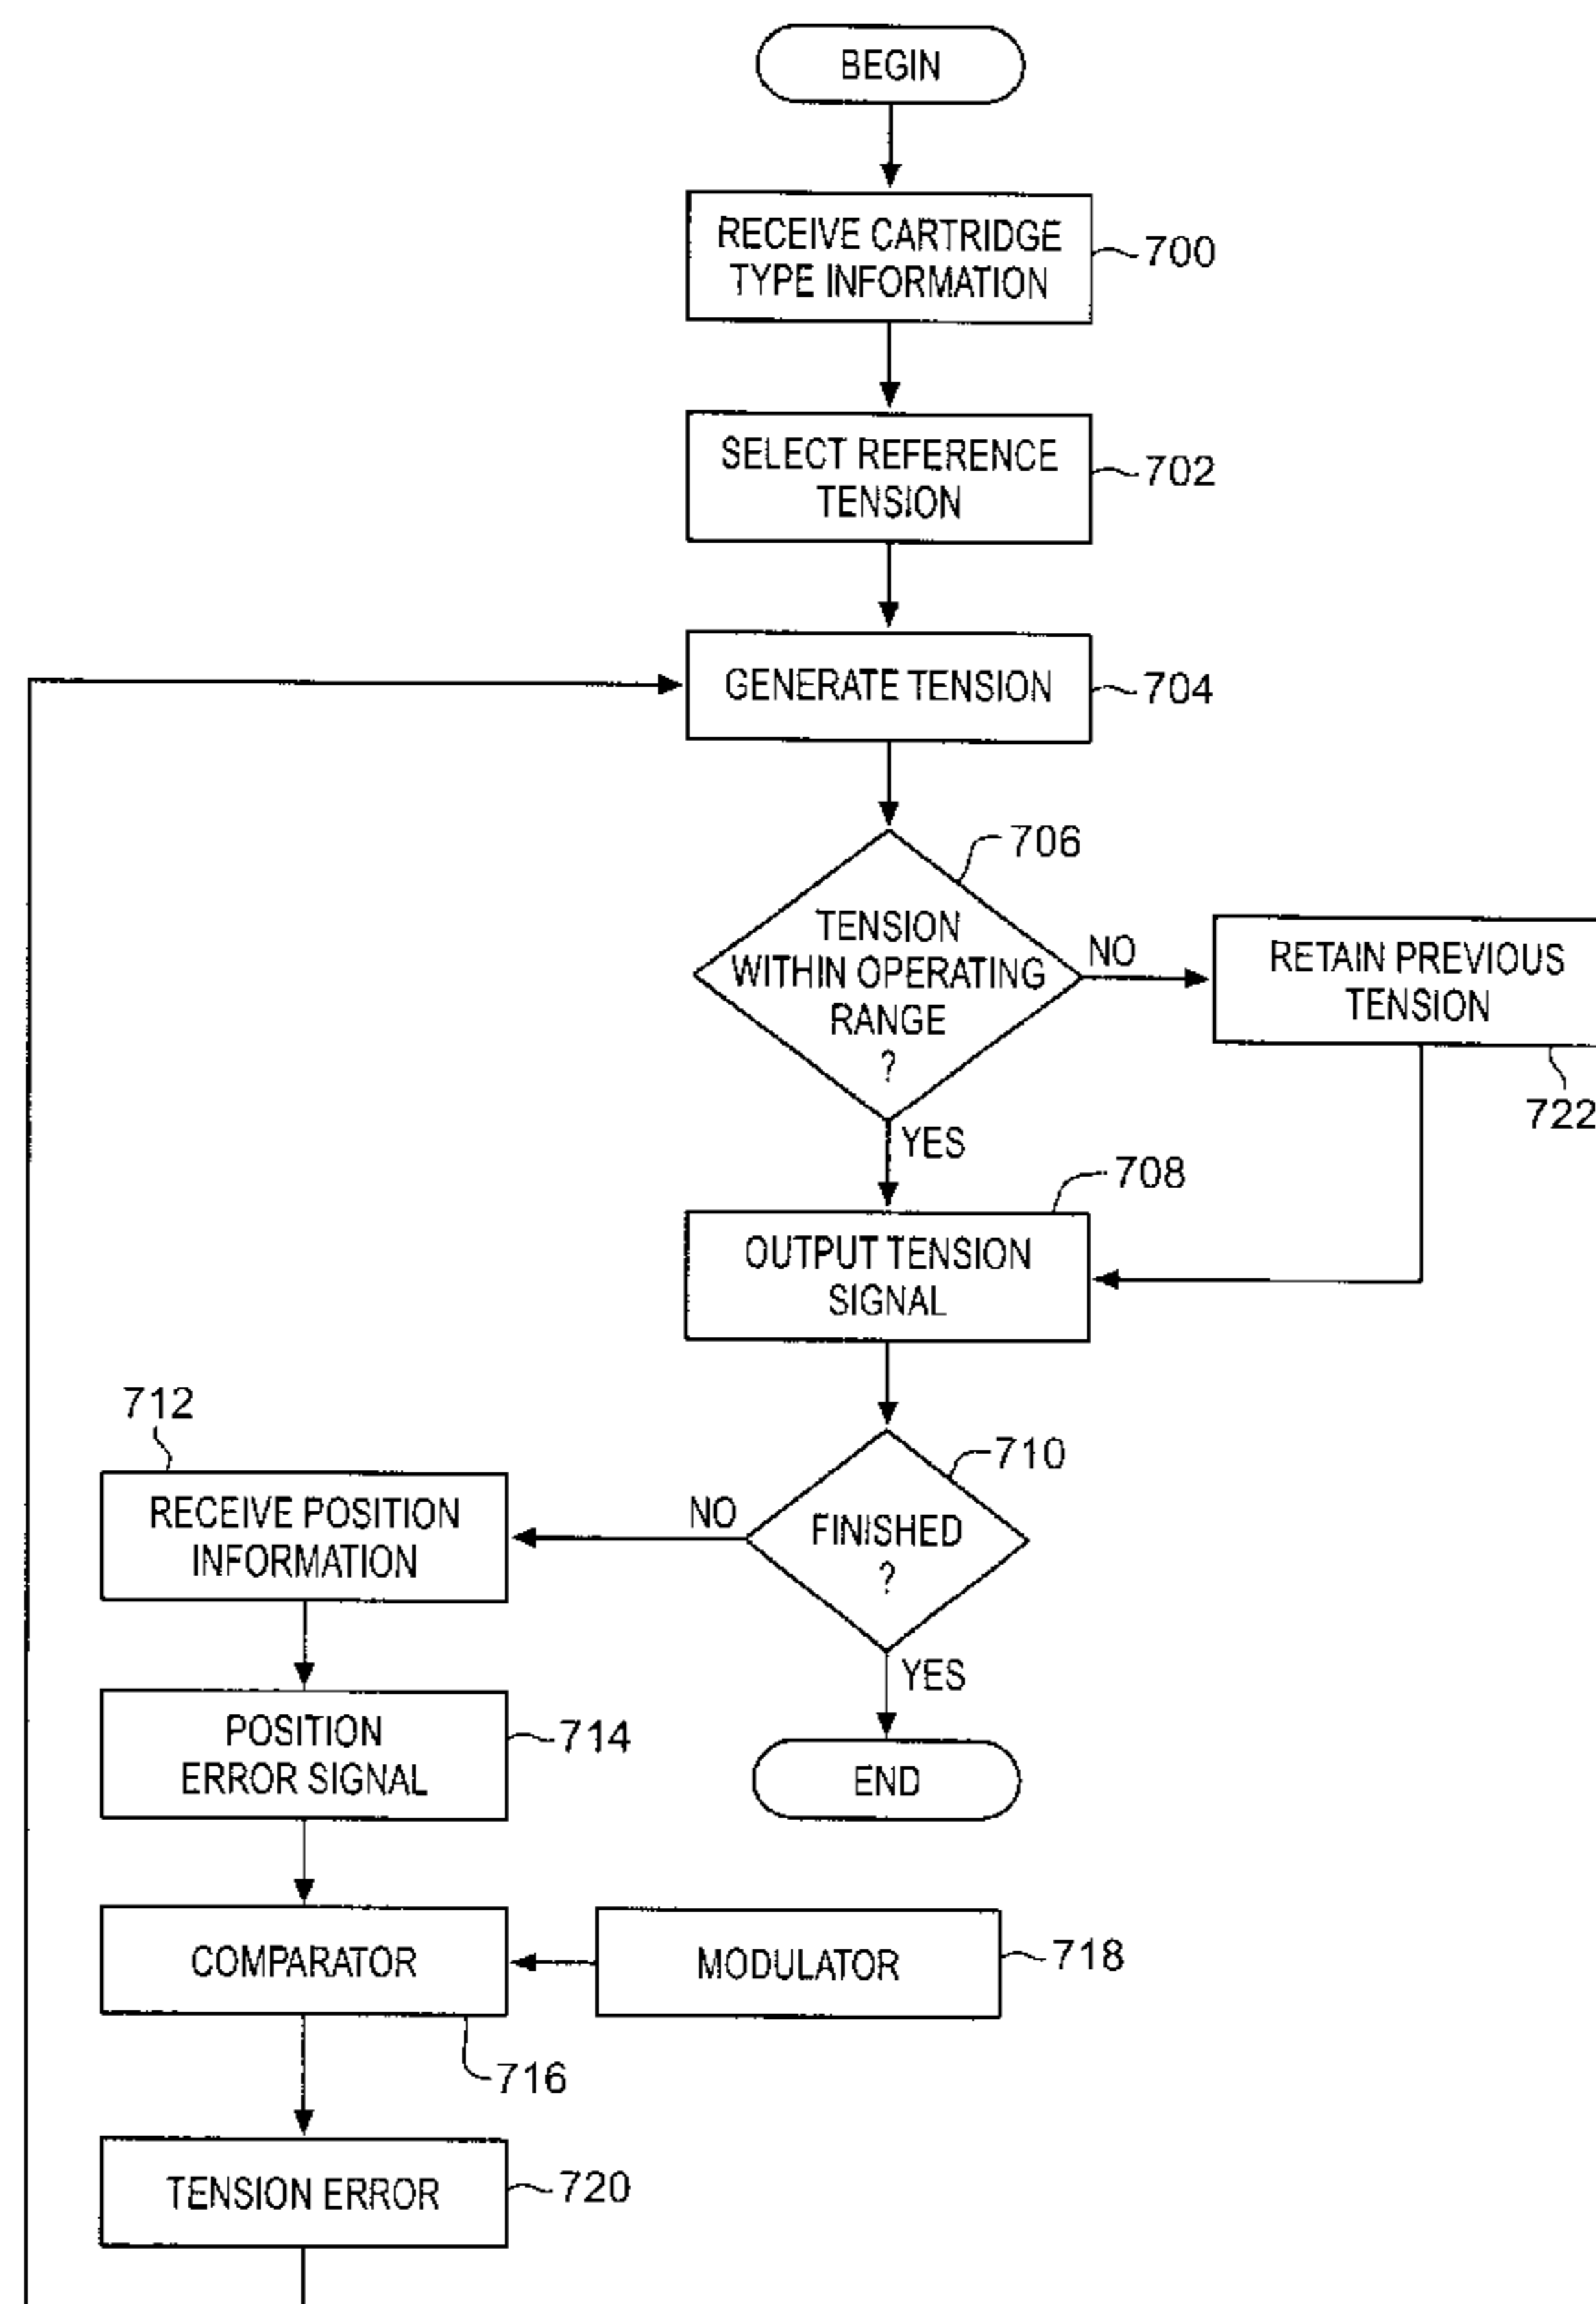 BEGIN
RECEIVE CARTRIDGE
TYPE INFORMATION
700
SELECT REFERENCE
TENSION
702
GENERATE TENSION
704
706
TENSION
WITHIN OPERATING
RANGE
?
NO
RETAIN PREVIOUS
TENSION
722
YES
708
OUTPUT TENSION
SIGNAL
712
710
RECEIVE POSITION
INFORMATION
NO
FINISHED
?
YES
POSITION
ERROR SIGNAL
714
END
COMPARATOR
MODULATOR
718
716
TENSION ERROR
720